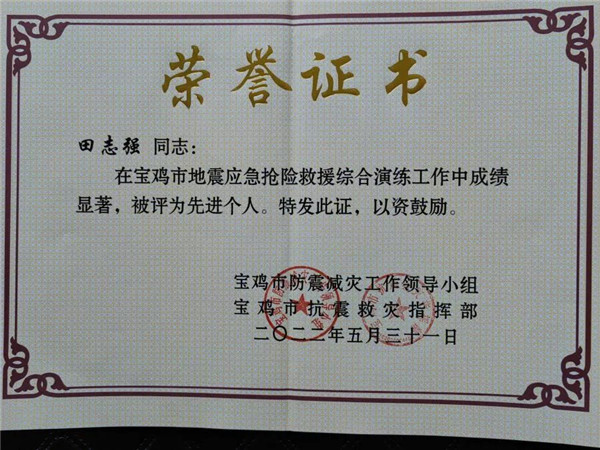 荣誉证书
田志强 同志：
在宝鸡市地震应急抢险救援综合演练工作中成绩
显著，被评为先进个人。特发此证，以资鼓励。
宝鸡市防震减灾工作领导小组
宝鸡市抗震救灾指挥部
二〇二二年五月三十一日